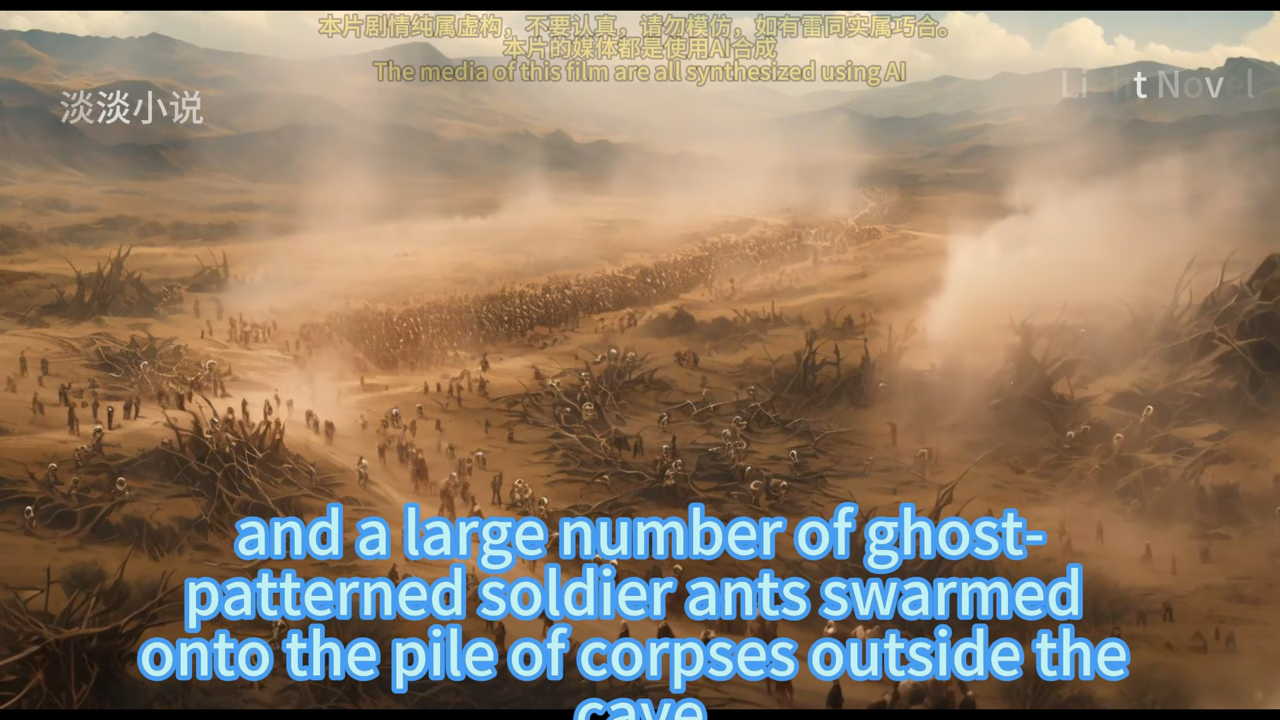 本片剧情纯属虚构，不要认真，请勿模仿，如有雷同实属巧合。
本片的媒体都是使用AI合成
The media of this film are all synthesized using AI
淡淡小说
Light Novel
and a large number of ghost-
patterned soldier ants swarmed
onto the pile of corpses outside the
cave